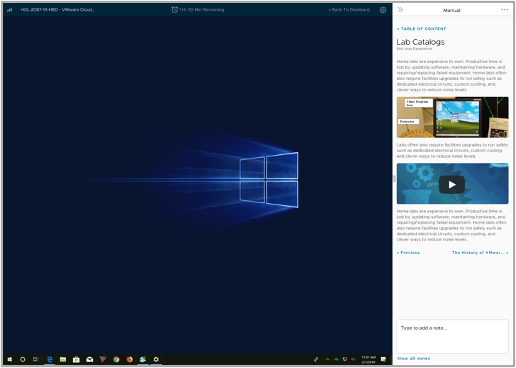 HOL-2087-91-HBD - VMware Cloud...
1 Hr 30 Min Remaining
< Back To Dashboard
Manual
< TABLE OF CONTENT
Lab Catalogs
End User Experience
Home labs are expensive to own. Productive time is
lost by updating software, maintaining hardware, and
repairing/replacing failed equipment. Home labs often
also require facilities upgrades to run safely such as
dedicated electrical circuits, custom cooling, and
clever ways to reduce noise levels.
Labs often also require facilities upgrades to run safely
such as dedicated electrical circuits, custom cooling,
and clever ways to reduce noise levels.
Home labs are expensive to own. Productive time is
lost by updating software, maintaining hardware, and
repairing/replacing failed equipment. Home labs often
also require facilities upgrades to run safely such as
dedicated electrical circuits, custom cooling, and
clever ways to reduce noise levels.
< Previous
The History of VMwar... >
Type to add a note...
View all notes